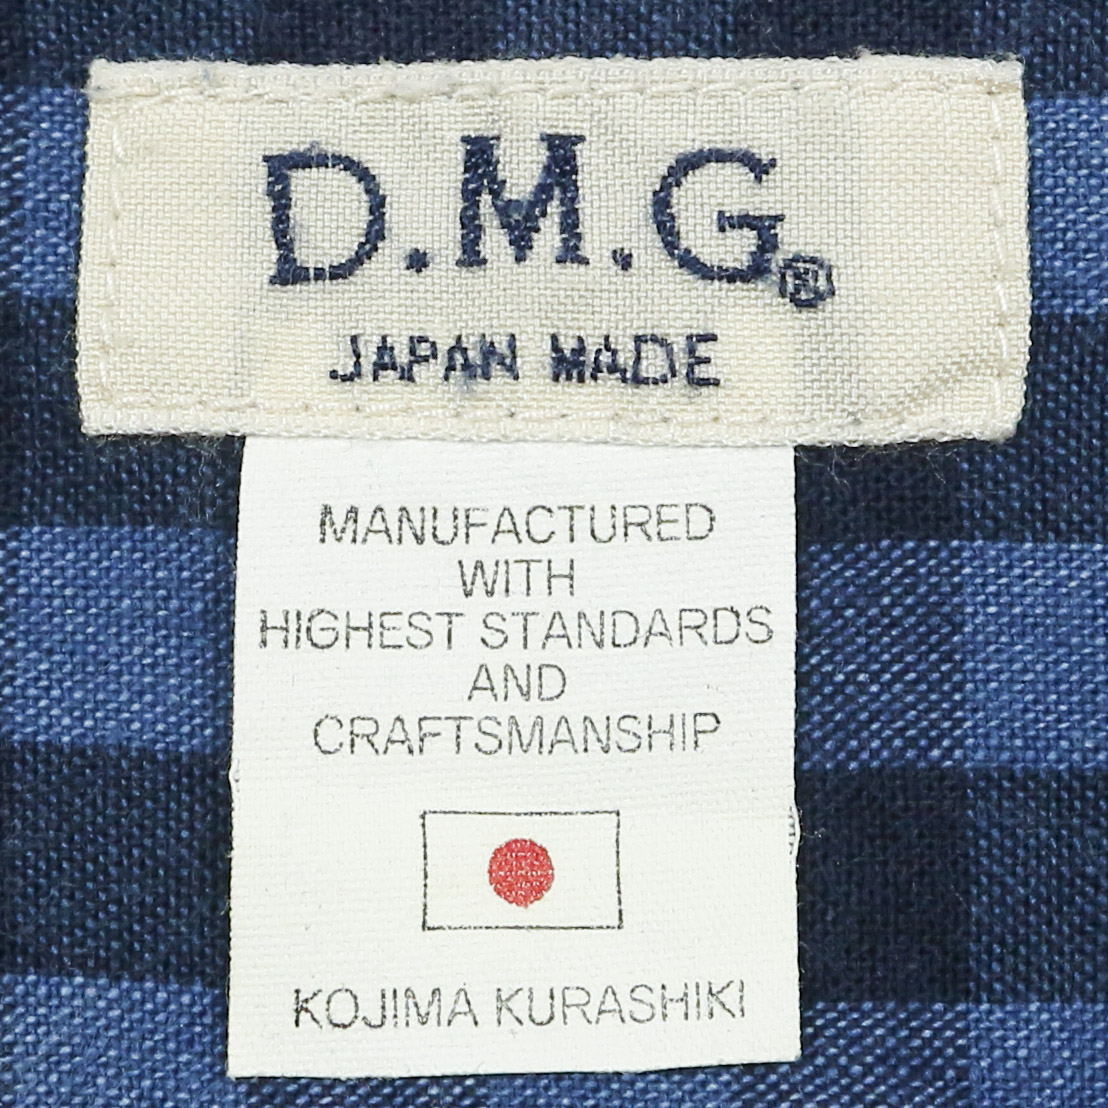 D.M.G®
JAPAN MADE
MANUFACTURED
WITH
HIGHEST STANDARDS
AND
CRAFTSMANSHIP
KOJIMA KURASHIKI